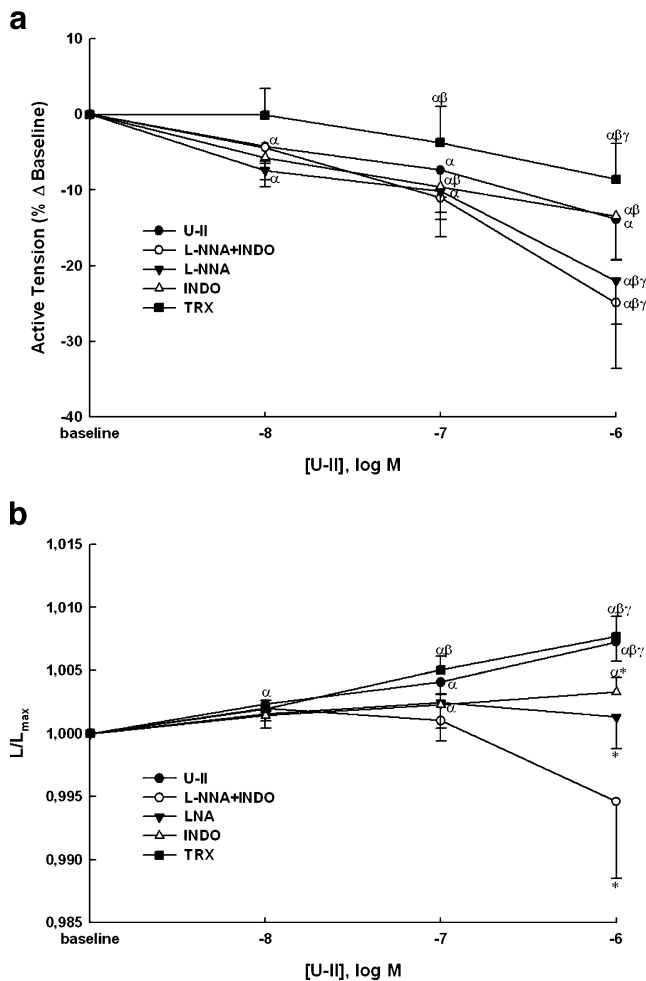 a
Active Tension (% Δ Baseline)
10
0
-10
-20
-30
-40
αβ
αβγ
α
α
α
αβ
α
αβ
α
αβγ
αβγ
U-II
L-NNA+INDO
L-NNA
INDO
TRX
baseline
-8
-7
-6
[U-II], log M
b
L/Lmax
1,015
1,010
1,005
1,000
0,995
0,990
0,985
αβγ
αβ
αβγ
α*
α
α
α
*
*
U-II
L-NNA+INDO
LNA
INDO
TRX
baseline
-8
-7
-6
[U-II], log M